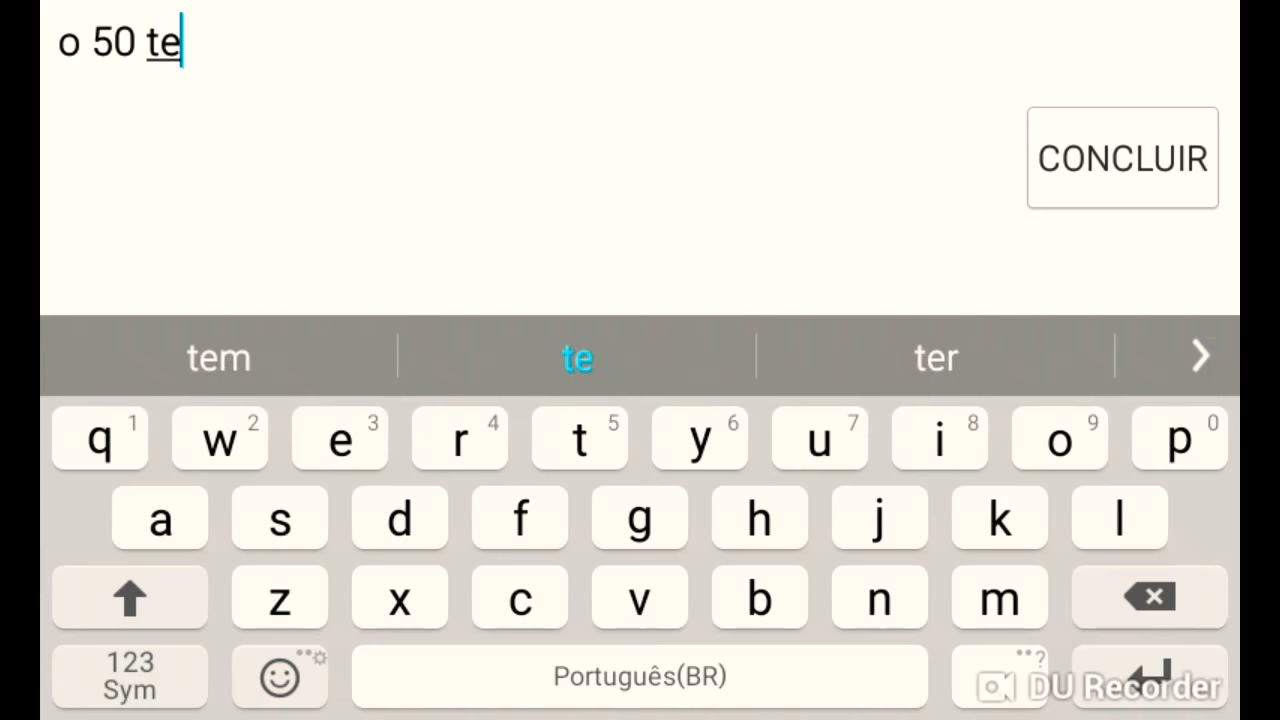 o 50 te
CONCLUIR
tem te ter
q 1 w 2 e 3 r 4 t 5 y 6 u 7 i 8 o 9 p 0
a s d f g h j k l
z x c v b n m
123
Sym
Português(BR)
?
DU Recorder